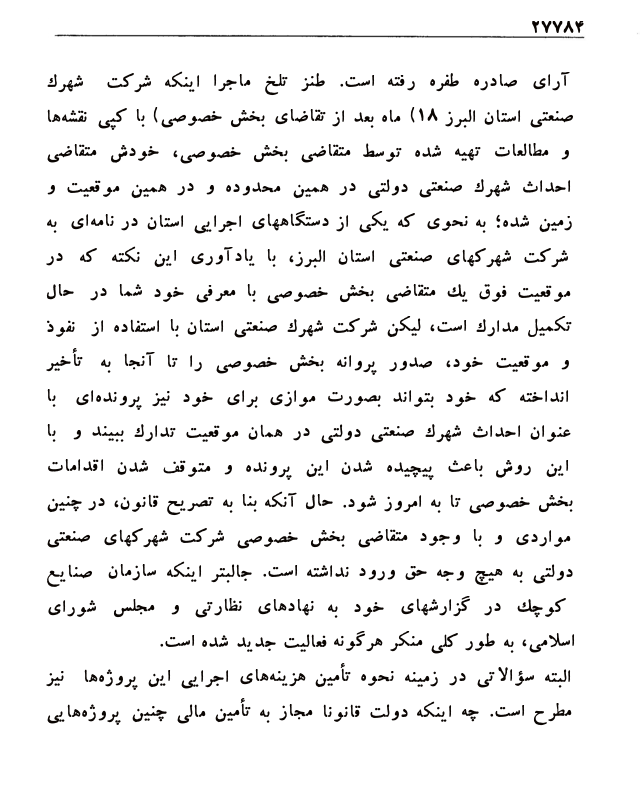 ۲۷۷۸۴
آرای صادره طفره رفته است. طنز تلخ ماجرا اینکه شرکت شهرك
صنعتی استان البرز ۱۸) ماه بعد از تقاضای بخش خصوصی) با کپی نقشه‌ها
و مطالعات تهیه شده توسط متقاضی بخش خصوصی، خودش متقاضی
احداث شهرك صنعتی دولتی در همین محدوده و در همین موقعیت و
زمین شده؛ به نحوی که یکی از دستگاههای اجرایی استان در نامه‌ای به
شرکت شهرکهای صنعتی استان البرز، با یادآوری این نکته که در
موقعیت فوق یك متقاضی بخش خصوصی با معرفی خود شما در حال
تکمیل مدارك است، لیکن شرکت شهرك صنعتی استان با استفاده از نفوذ
و موقعیت خود، صدور پروانه بخش خصوصی را تا آنجا به تأخیر
انداخته که خود بتواند بصورت موازی برای خود نیز پرونده‌ای با
عنوان احداث شهرك صنعتی دولتی در همان موقعیت تدارك ببیند و با
این روش باعث پیچیده شدن این پرونده و متوقف شدن اقدامات
بخش خصوصی تا به امروز شود. حال آنکه بنا به تصریح قانون، در چنین
مواردی و با وجود متقاضی بخش خصوصی شرکت شهرکهای صنعتی
دولتی به هیچ وجه حق ورود نداشته است. جالبتر اینکه سازمان صنایع
کوچك در گزارشهای خود به نهادهای نظارتی و مجلس شورای
اسلامی، به طور کلی منکر هرگونه فعالیت جدید شده است.
البته سؤالاتی در زمینه نحوه تأمین هزینه‌های اجرایی این پروژه‌ها نیز
مطرح است. چه اینکه دولت قانونا مجاز به تأمین مالی چنین پروژه‌هایی